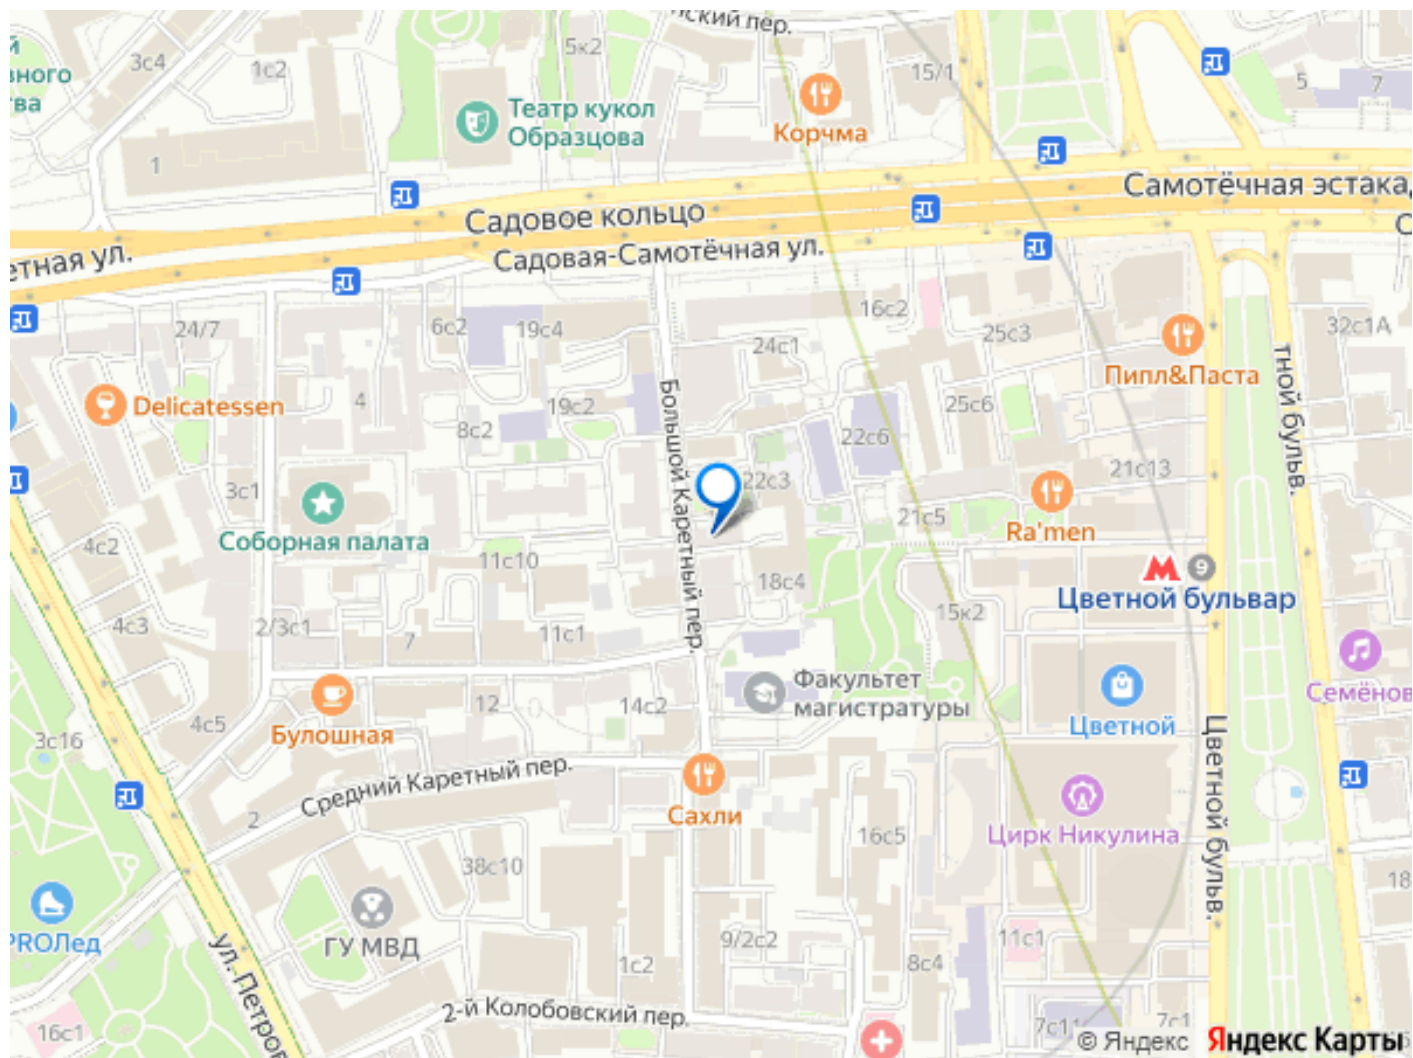 нский пер.
й
вного
ва
3с4
1с2
5к2
15/1
5
7
Театр кукол
Образцова
Корчма
1
Самотёчная эстака
С
Садовое кольцо
Садовая-Самотёчная ул.
етная ул.
24/7
6с2
19с4
16с2
25с3
32с1А
24с1
Пипл&Паста
тной бульв.
Delicatessen
4
19с2
8с2
25с6
22с6
Большой Каретный пер.
22с3
21с13
3с1
Соборная палата
21с5
Ra'men
4с2
11с10
18с4
9
Цветной бульвар
15к2
4с3
2/3с1
7
11с1
Факультет
магистратуры
Семёнов
12
14с2
4с5
Булошная
3с16
Цветной
Цветной бульв.
Средний Каретный пер.
2
Сахли
Цирк Никулина
16с5
38с10
18
PROЛед
ГУ МВД
ул. Петров
9/2с2
11с1
1с2
8с4
2-й Колобовский пер.
16с1
7с1
© Яндекс
Яндекс Карты